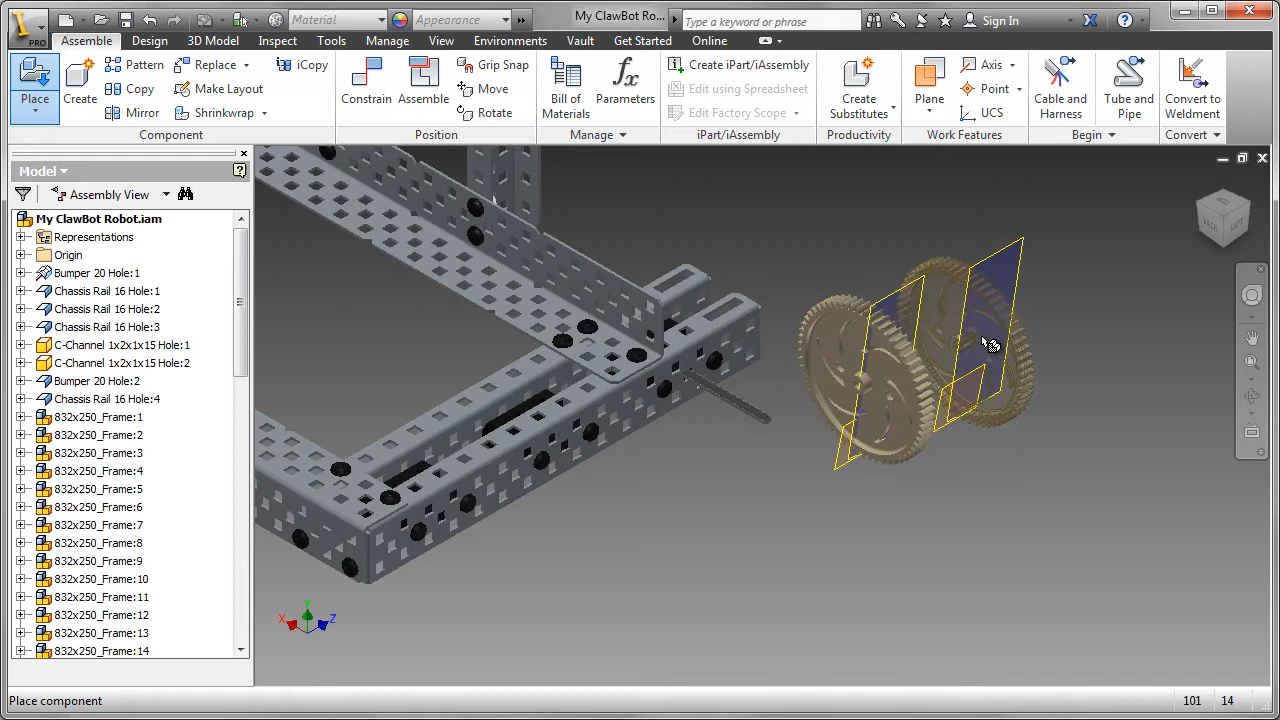 Material
Appearance
My ClawBot Ro...
Type a keyword or phrase
Sign In
PRO
Assemble Design 3D Model Inspect Tools Manage View Environments Vault Get Started Online
Place
Create
Pattern
Copy
Mirror
Replace
Make Layout
Shrinkwrap
iCopy
Component
Constrain
Assemble
Grip Snap
Move
Rotate
Position
Bill of
Materials
fx
Parameters
Manage
Create iPart/iAssembly
Edit using Spreadsheet
Edit Factory Scope
iPart/iAssembly
Create
Substitutes
Productivity
Plane
Axis
Point
UCS
Work Features
Cable and
Harness
Tube and
Pipe
Begin
Convert to
Weldment
Convert
Model
Assembly View
My ClawBot Robot.iam
Representations
Origin
Bumper 20 Hole:1
Chassis Rail 16 Hole:1
Chassis Rail 16 Hole:2
Chassis Rail 16 Hole:3
C-Channel 1x2x1x15 Hole:1
C-Channel 1x2x1x15 Hole:2
Bumper 20 Hole:2
Chassis Rail 16 Hole:4
832x250_Frame:1
832x250_Frame:2
832x250_Frame:3
832x250_Frame:4
832x250_Frame:5
832x250_Frame:6
832x250_Frame:7
832x250_Frame:8
832x250_Frame:9
832x250_Frame:10
832x250_Frame:11
832x250_Frame:12
832x250_Frame:13
832x250_Frame:14
X Y Z
Place component
101 14